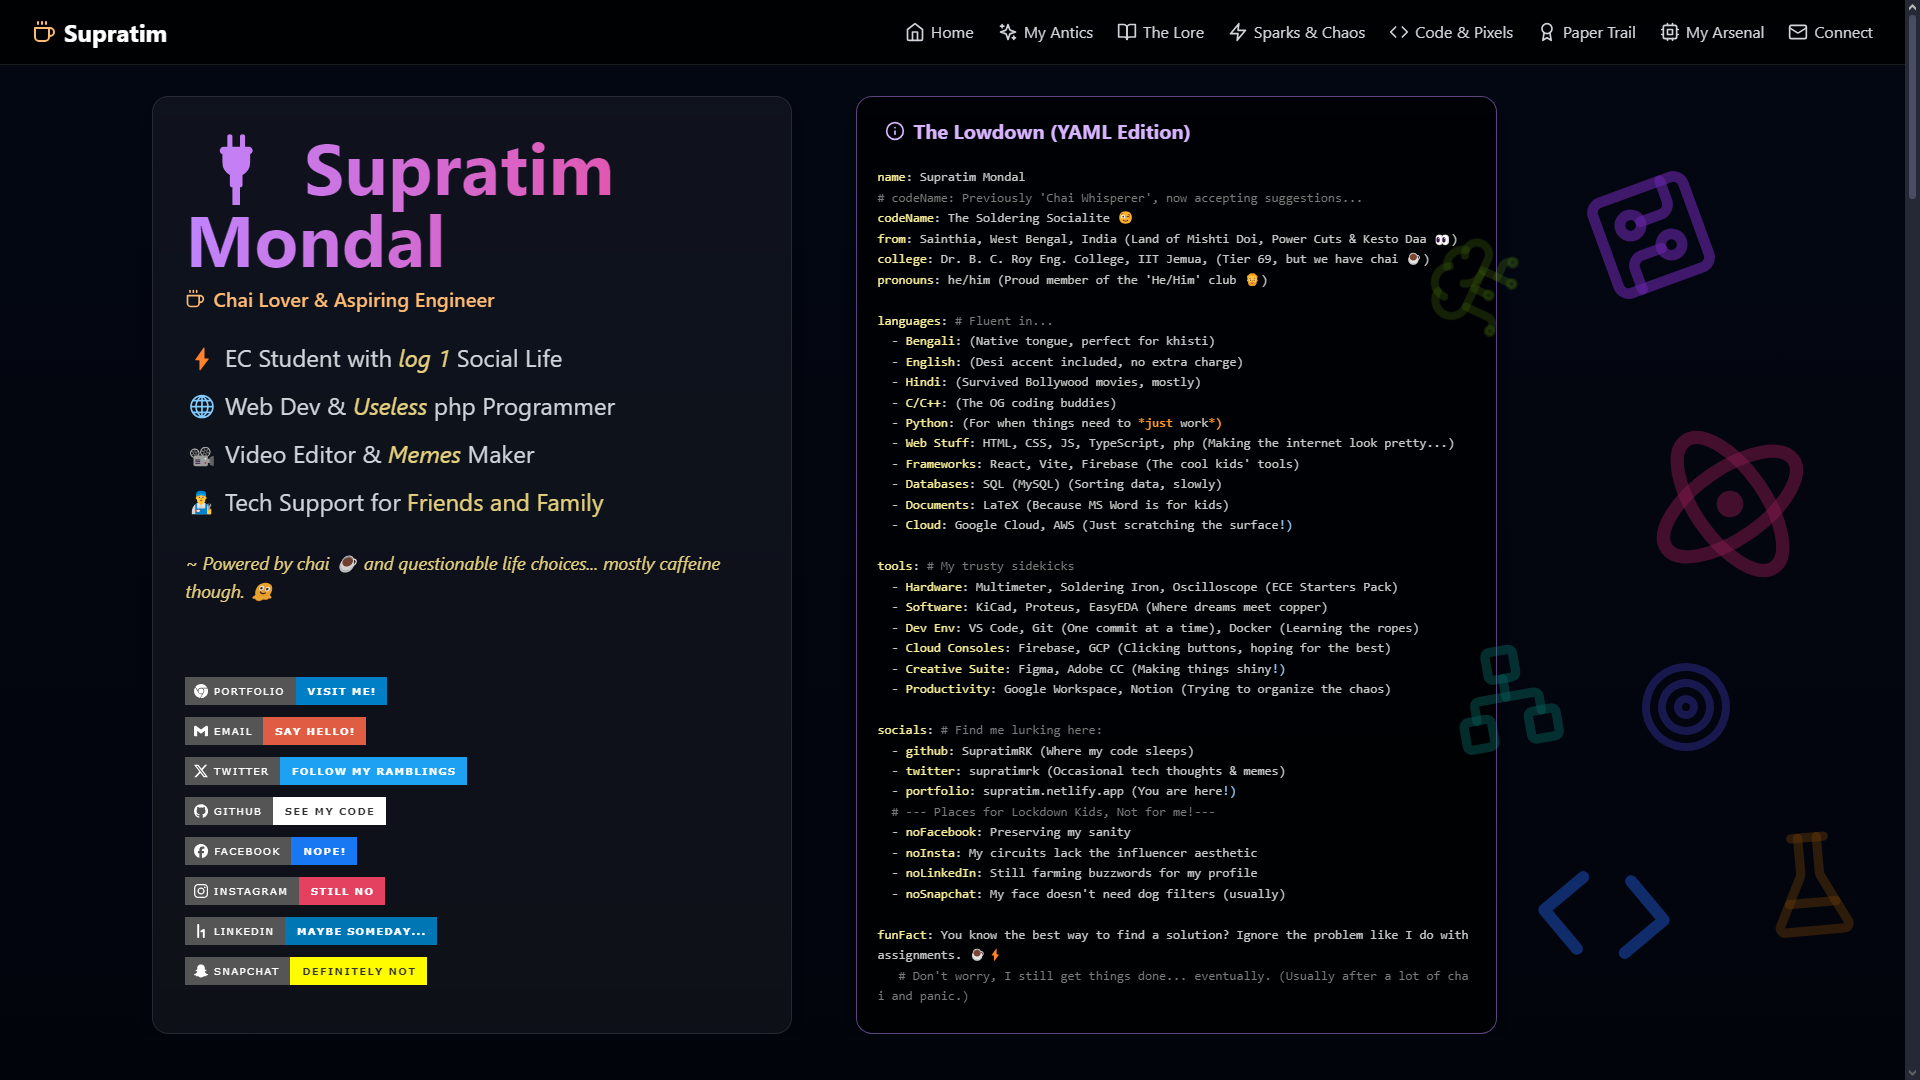 Supratim
Home
My Antics
The Lore
Sparks & Chaos
Code & Pixels
Paper Trail
My Arsenal
Connect
Supratim
Mondal
Chai Lover & Aspiring Engineer
EC Student with log 1 Social Life
Web Dev & Useless php Programmer
Video Editor & Memes Maker
Tech Support for Friends and Family
~ Powered by chai ☕ and questionable life choices... mostly caffeine
though. 🫠
PORTFOLIO VISIT ME!
EMAIL SAY HELLO!
TWITTER FOLLOW MY RAMBLINGS
GITHUB SEE MY CODE
FACEBOOK NOPE!
INSTAGRAM STILL NO
LINKEDIN MAYBE SOMEDAY...
SNAPCHAT DEFINITELY NOT
The Lowdown (YAML Edition)
name: Supratim Mondal
# codeName: Previously 'Chai Whisperer', now accepting suggestions...
codeName: The Soldering Socialite 😏
from: Sainthia, West Bengal, India (Land of Mishti Doi, Power Cuts & Kesto Daa 👀)
college: Dr. B. C. Roy Eng. College, IIT Jemua, (Tier 69, but we have chai ☕)
pronouns: he/him (Proud member of the 'He/Him' club 👨)
languages: # Fluent in...
- Bengali: (Native tongue, perfect for khisti)
- English: (Desi accent included, no extra charge)
- Hindi: (Survived Bollywood movies, mostly)
- C/C++: (The OG coding buddies)
- Python: (For when things need to *just work*)
- Web Stuff: HTML, CSS, JS, TypeScript, php (Making the internet look pretty...)
- Frameworks: React, Vite, Firebase (The cool kids' tools)
- Databases: SQL (MySQL) (Sorting data, slowly)
- Documents: LaTeX (Because MS Word is for kids)
- Cloud: Google Cloud, AWS (Just scratching the surface!)
tools: # My trusty sidekicks
- Hardware: Multimeter, Soldering Iron, Oscilloscope (ECE Starters Pack)
- Software: KiCad, Proteus, EasyEDA (Where dreams meet copper)
- Dev Env: VS Code, Git (One commit at a time), Docker (Learning the ropes)
- Cloud Consoles: Firebase, GCP (Clicking buttons, hoping for the best)
- Creative Suite: Figma, Adobe CC (Making things shiny!)
- Productivity: Google Workspace, Notion (Trying to organize the chaos)
socials: # Find me lurking here:
- github: SupratimRK (Where my code sleeps)
- twitter: supratimrk (Occasional tech thoughts & memes)
- portfolio: supratim.netlify.app (You are here!)
# --- Places for Lockdown Kids, Not for me!---
- noFacebook: Preserving my sanity
- noInsta: My circuits lack the influencer aesthetic
- noLinkedIn: Still farming buzzwords for my profile
- noSnapchat: My face doesn't need dog filters (usually)
funFact: You know the best way to find a solution? Ignore the problem like I do with
assignments. ☕⚡
# Don't worry, I still get things done... eventually. (Usually after a lot of cha
i and panic.)